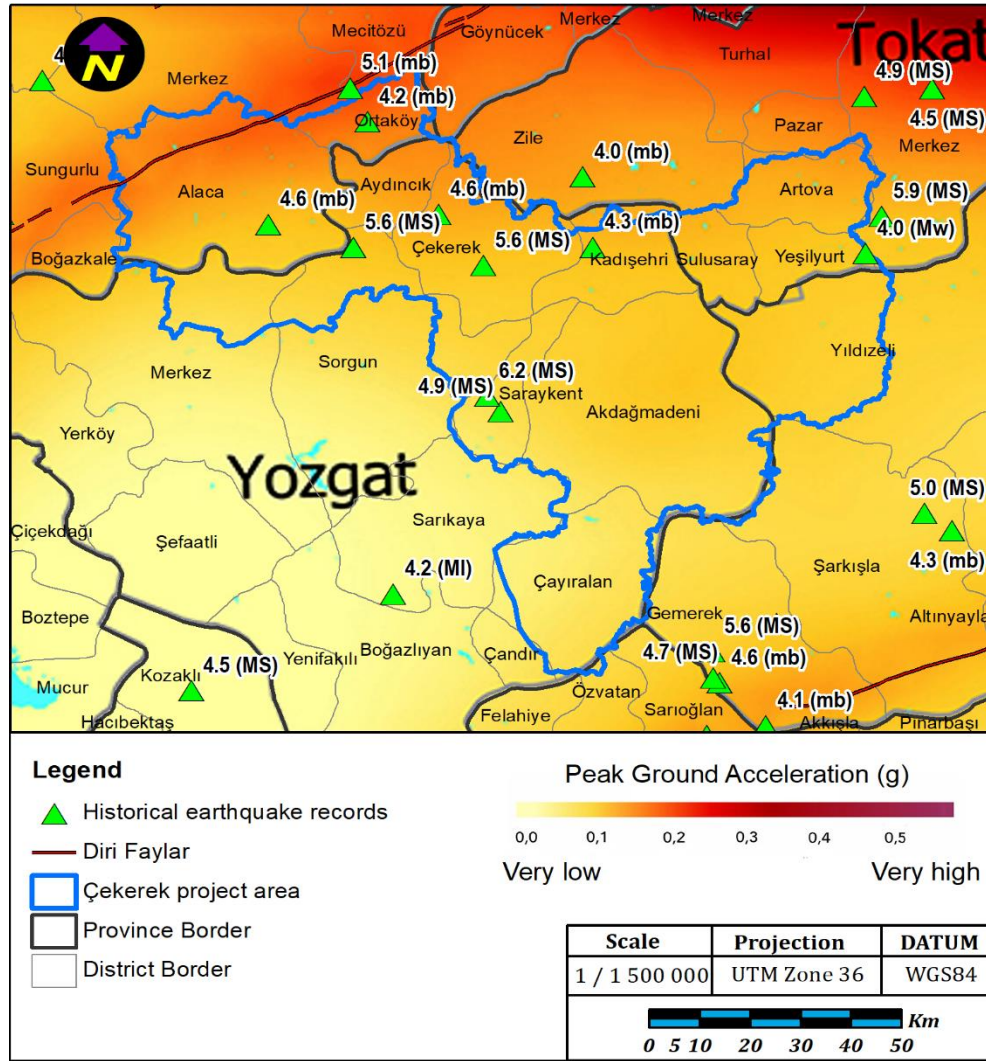 Mecitözü
Göynücek
Merkez
Merkez
Turhal
Tokat
4
N
Merkez
5.1 (mb)
4.2 (mb)
Ortaköy
4.9 (MS)
4.5 (MS)
Pazar
Merkez
Zile
Sungurlu
Alaca
Aydıncık
4.0 (mb)
Artova
4.6 (mb)
4.6 (mb)
5.9 (MS)
5.6 (MS)
5.6 (MS)
4.3 (mb)
4.0 (Mw)
Boğazkale
Çekerek
Kadışehri
Sulusaray
Yeşilyurt
Merkez
Sorgun
Yıldızeli
6.2 (MS)
4.9 (MS)
Saraykent
Akdağmadeni
Yerköy
Yozgat
Çiçekdağı
Şefaatli
Sarıkaya
5.0 (MS)
4.3 (mb)
Şarkışla
4.2 (Ml)
Çayıralan
Boztepe
Gemerek
Altınyayla
5.6 (MS)
4.7 (MS)
4.6 (mb)
Yenifakılı
Boğazlıyan
Çandır
4.5 (MS)
Kozaklı
Mucur
Özvatan
Sarıoğlan
4.1 (mb)
Hacıbektaş
Felahiye
Akkışla
Pınarbaşı
Legend
Historical earthquake records
Diri Faylar
Çekerek project area
Province Border
District Border
Peak Ground Acceleration (g)
0,0 0,1 0,2 0,3 0,4 0,5
Very low Very high
Scale Projection DATUM
1 / 1 500 000 UTM Zone 36 WGS84
Km
0 5 10 20 30 40 50